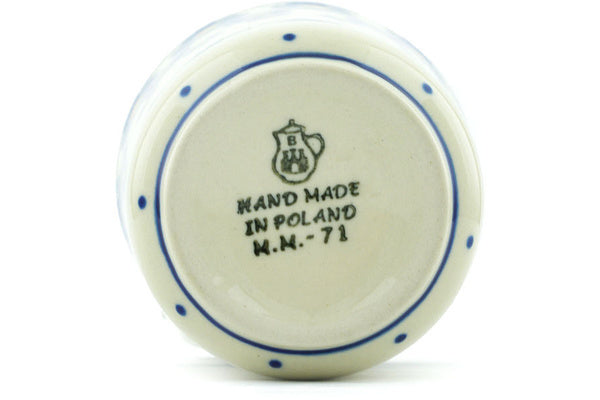 B
HAND MADE
IN POLAND
M.M.-71